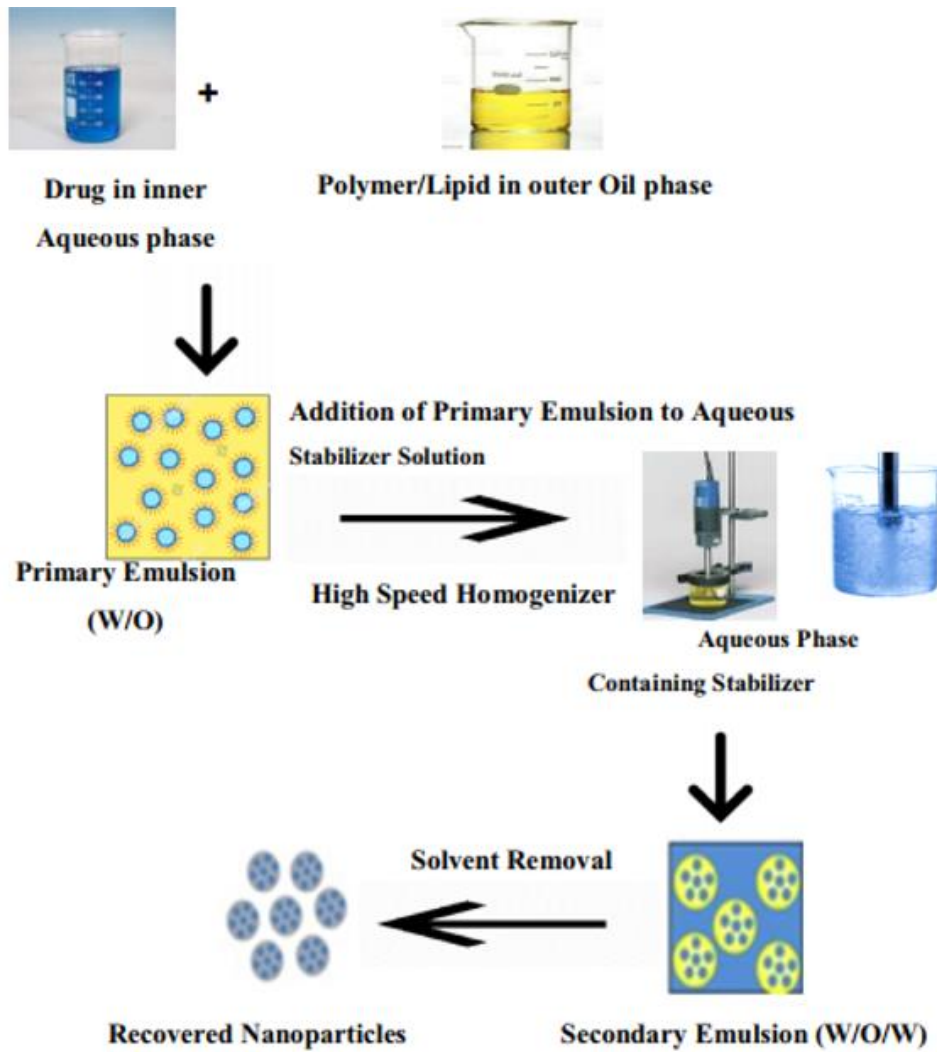 +
Drug in inner
Aqueous phase
Polymer/Lipid in outer Oil phase
Addition of Primary Emulsion to Aqueous
Stabilizer Solution
High Speed Homogenizer
Primary Emulsion
(W/O)
Aqueous Phase
Containing Stabilizer
Solvent Removal
Recovered Nanoparticles
Secondary Emulsion (W/O/W)